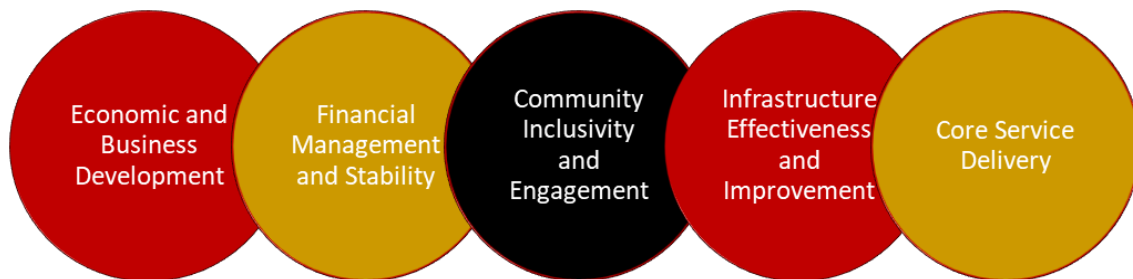 Economic and
Business
Development
Financial
Management
and Stability
Community
Inclusivity
and
Engagement
Infrastructure
Effectiveness
and
Improvement
Core Service
Delivery